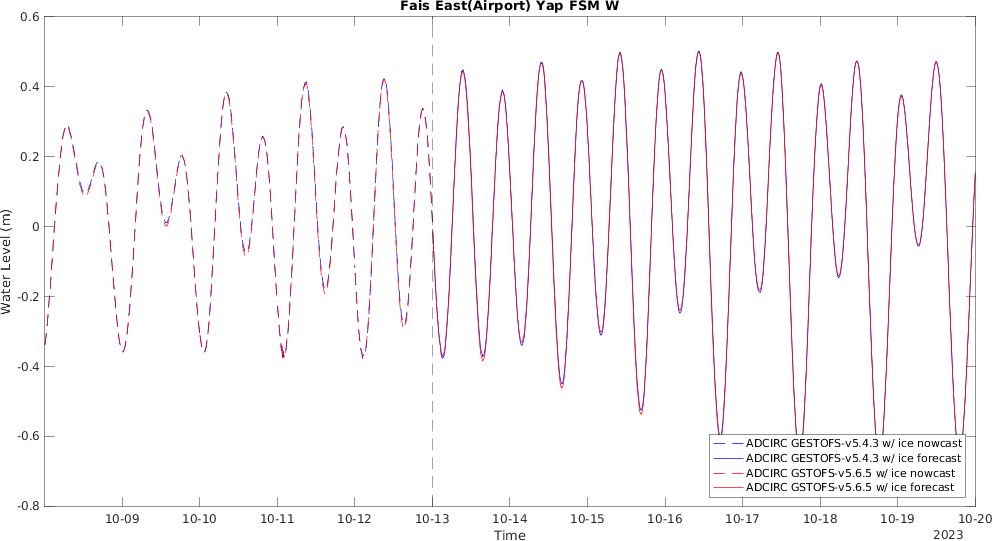 Fais East(Airport) Yap FSM W
0.6
0.4
0.2
0
-0.2
-0.4
-0.6
-0.8
Water Level (m)
ADCIRC GESTOFS-v5.4.3 w/ ice nowcast
ADCIRC GESTOFS-v5.4.3 w/ ice forecast
ADCIRC GSTOFS-v5.6.5 w/ ice nowcast
ADCIRC GSTOFS-v5.6.5 w/ ice forecast
10-09 10-10 10-11 10-12 10-13 10-14 10-15 10-16 10-17 10-18 10-19 10-20
Time
2023